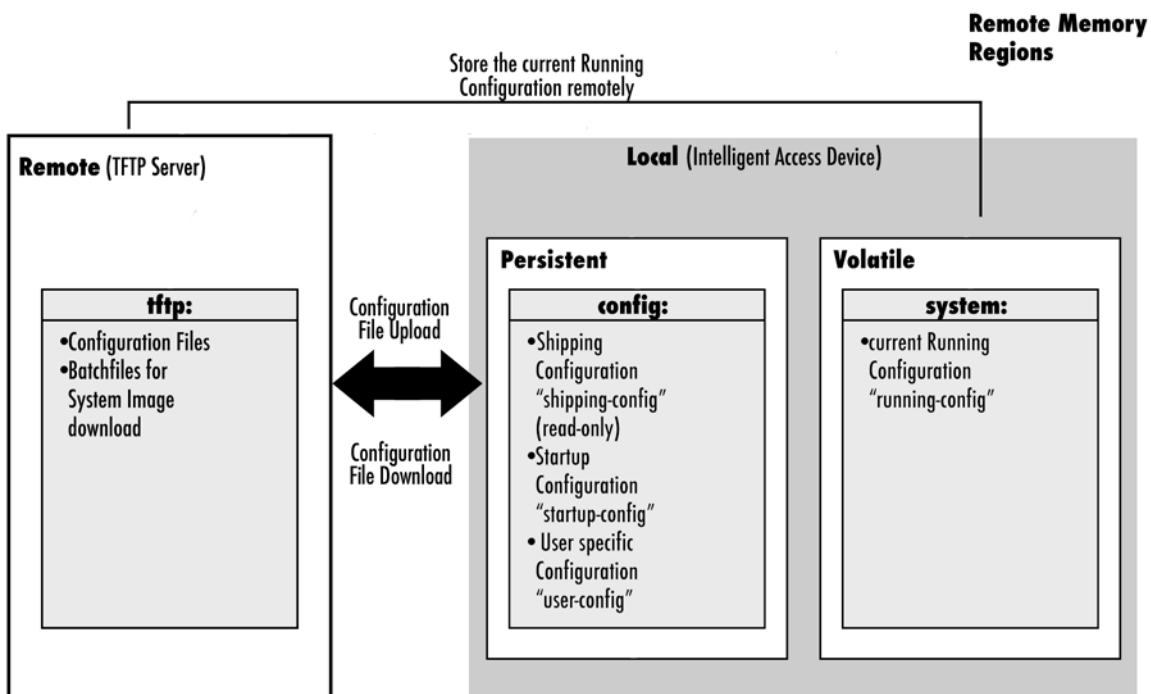 Remote Memory
Regions
Store the current Running
Configuration remotely
Remote (TFTP Server)
tftp:
•Configuration Files
•Batchfiles for
System Image
download
Configuration
File Upload
Configuration
File Download
Local (Intelligent Access Device)
Persistent
config:
•Shipping
Configuration
“shipping-config”
(read-only)
•Startup
Configuration
“startup-config”
• User specific
Configuration
“user-config”
Volatile
system:
•current Running
Configuration
“running-config”